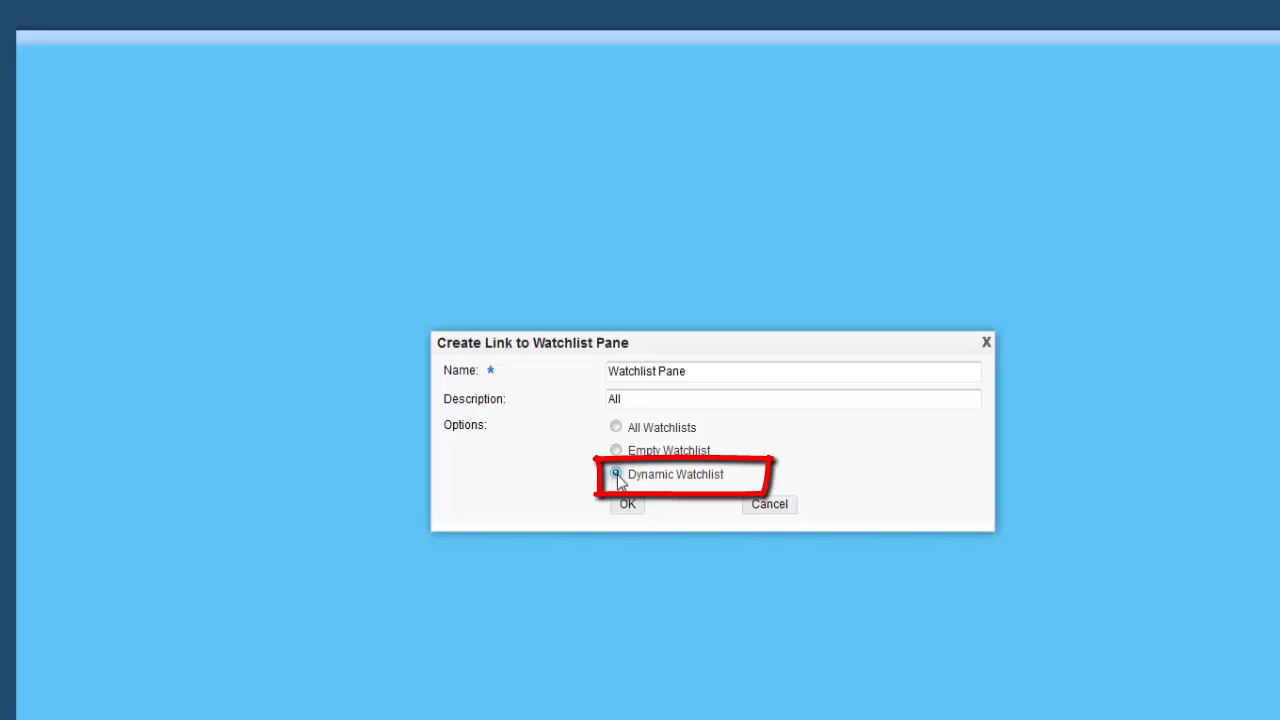 Create Link to Watchlist Pane X
Name: * Watchlist Pane
Description: All
Options: All Watchlists
Empty Watchlist
Dynamic Watchlist
OK Cancel